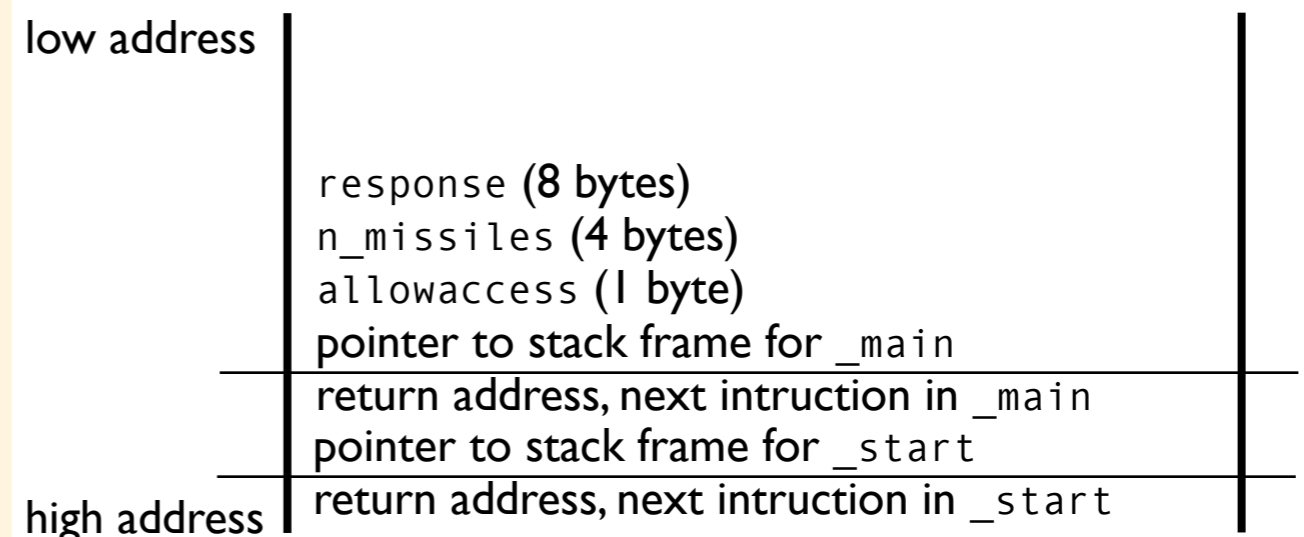 low address
response (8 bytes)
n_missiles (4 bytes)
allowaccess (1 byte)
pointer to stack frame for _main
return address, next intruction in _main
pointer to stack frame for _start
return address, next intruction in _start
high address